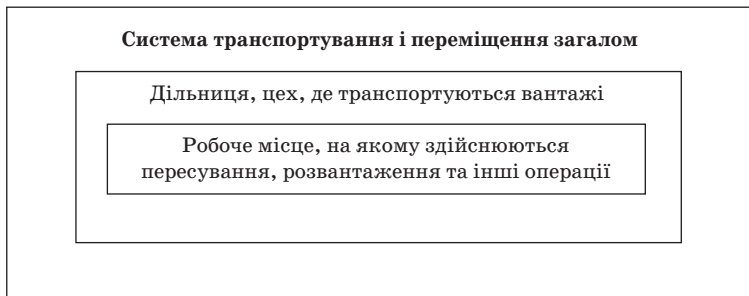 Система транспортування і переміщення загалом
Дільниця, цех, де транспортуються вантажі
Робоче місце, на якому здійснюються
пересування, розвантаження та інші операції